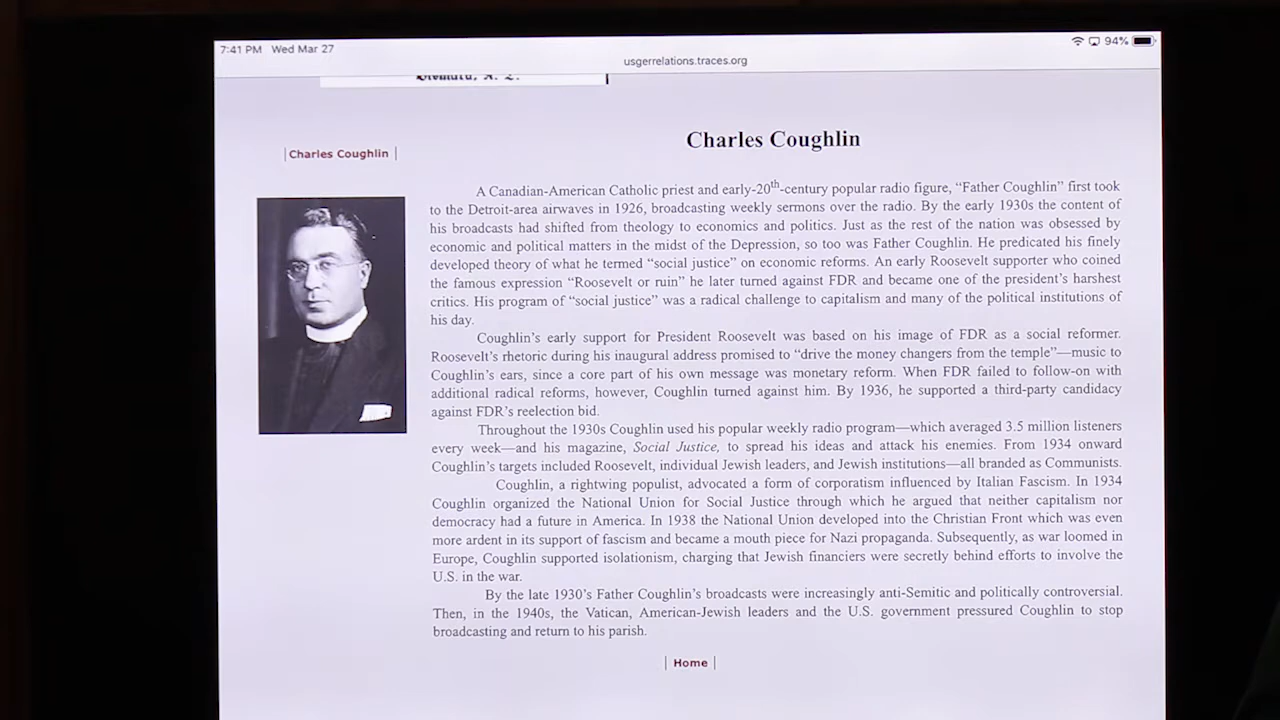 7:41 PM Wed Mar 27
94%
usgerrelations.traces.org
Charles Coughlin
| Charles Coughlin |
A Canadian-American Catholic priest and early-20th-century popular radio figure, “Father Coughlin” first took
to the Detroit-area airwaves in 1926, broadcasting weekly sermons over the radio. By the early 1930s the content of
his broadcasts had shifted from theology to economics and politics. Just as the rest of the nation was obsessed by
economic and political matters in the midst of the Depression, so too was Father Coughlin. He predicated his finely
developed theory of what he termed “social justice” on economic reforms. An early Roosevelt supporter who coined
the famous expression “Roosevelt or ruin” he later turned against FDR and became one of the president’s harshest
critics. His program of “social justice” was a radical challenge to capitalism and many of the political institutions of
his day.
Coughlin’s early support for President Roosevelt was based on his image of FDR as a social reformer.
Roosevelt’s rhetoric during his inaugural address promised to “drive the money changers from the temple”—music to
Coughlin’s ears, since a core part of his own message was monetary reform. When FDR failed to follow-on with
additional radical reforms, however, Coughlin turned against him. By 1936, he supported a third-party candidacy
against FDR’s reelection bid.
Throughout the 1930s Coughlin used his popular weekly radio program—which averaged 3.5 million listeners
every week—and his magazine, Social Justice, to spread his ideas and attack his enemies. From 1934 onward
Coughlin’s targets included Roosevelt, individual Jewish leaders, and Jewish institutions—all branded as Communists.
Coughlin, a rightwing populist, advocated a form of corporatism influenced by Italian Fascism. In 1934
Coughlin organized the National Union for Social Justice through which he argued that neither capitalism nor
democracy had a future in America. In 1938 the National Union developed into the Christian Front which was even
more ardent in its support of fascism and became a mouth piece for Nazi propaganda. Subsequently, as war loomed in
Europe, Coughlin supported isolationism, charging that Jewish financiers were secretly behind efforts to involve the
U.S. in the war.
By the late 1930’s Father Coughlin’s broadcasts were increasingly anti-Semitic and politically controversial.
Then, in the 1940s, the Vatican, American-Jewish leaders and the U.S. government pressured Coughlin to stop
broadcasting and return to his parish.
| Home |